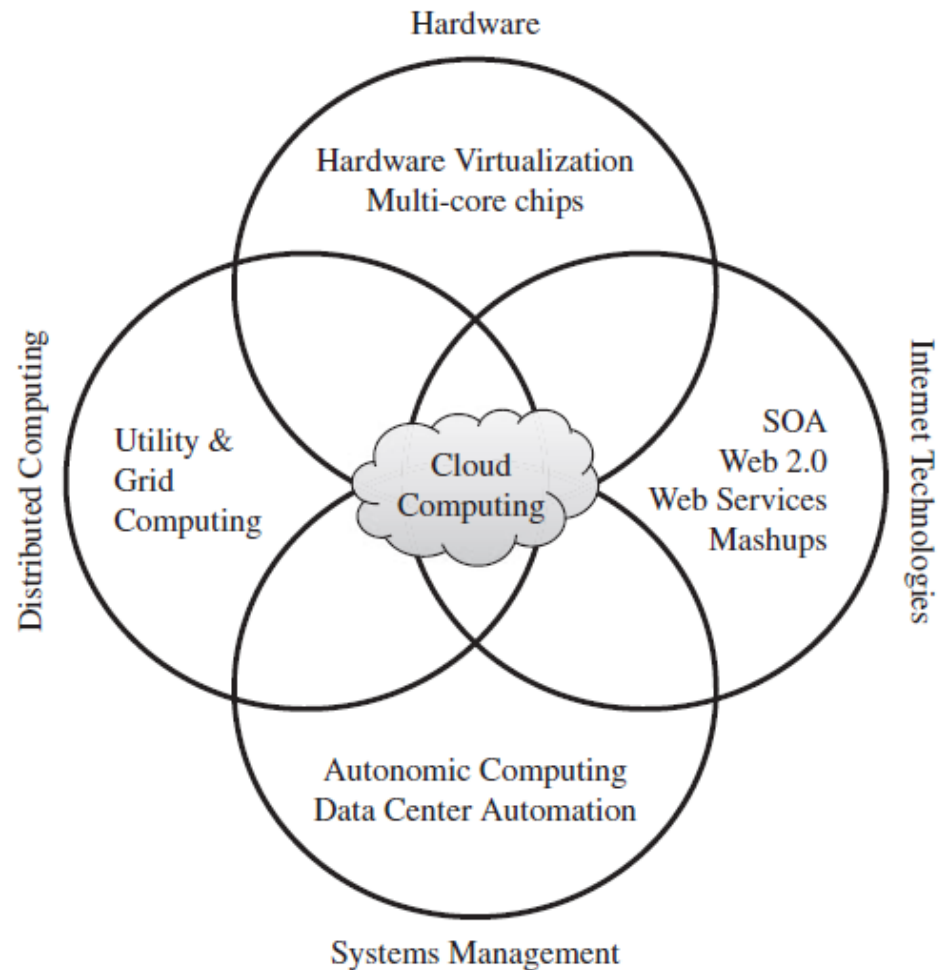 Hardware
Hardware Virtualization
Multi-core chips
Distributed Computing
Utility &
Grid
Computing
Cloud
Computing
SOA
Web 2.0
Web Services
Mashups
Internet Technologies
Autonomic Computing
Data Center Automation
Systems Management